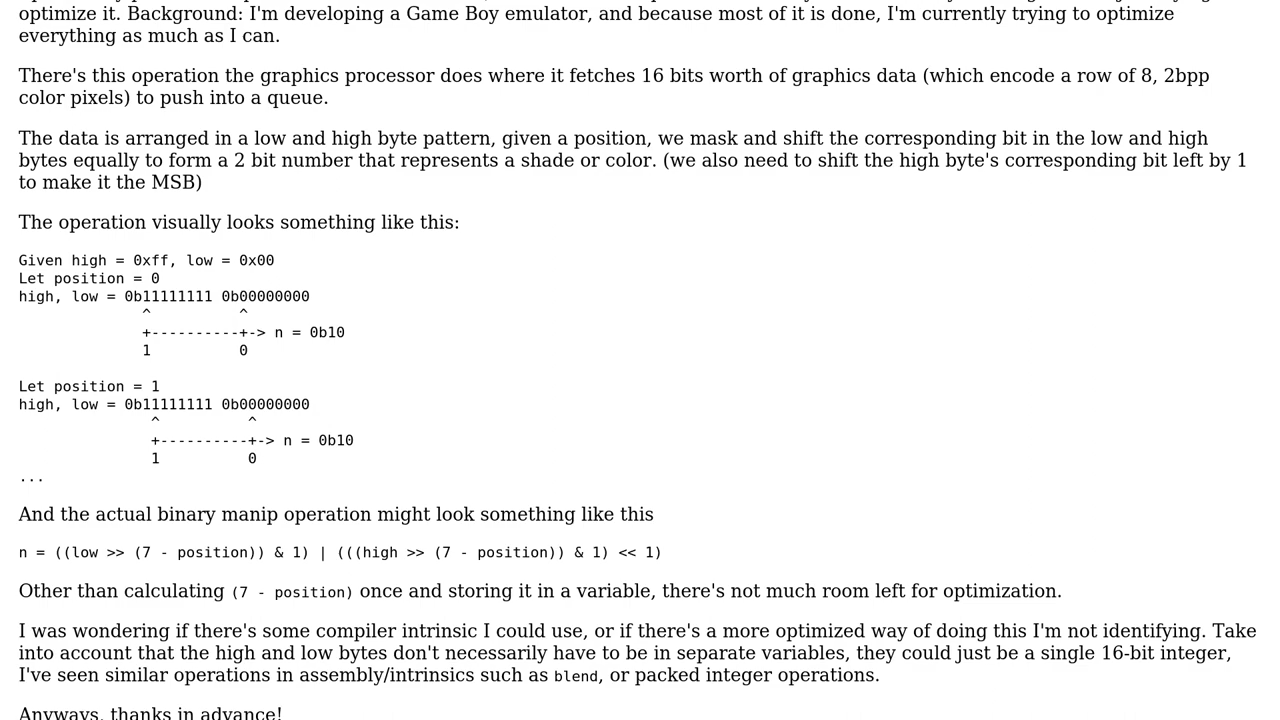 optimize it. Background: I'm developing a Game Boy emulator, and because most of it is done, I'm currently trying to optimize
everything as much as I can.
There's this operation the graphics processor does where it fetches 16 bits worth of graphics data (which encode a row of 8, 2bpp
color pixels) to push into a queue.
The data is arranged in a low and high byte pattern, given a position, we mask and shift the corresponding bit in the low and high
bytes equally to form a 2 bit number that represents a shade or color. (we also need to shift the high byte's corresponding bit left by 1
to make it the MSB)
The operation visually looks something like this:
Given high = 0xff, low = 0x00
Let position = 0
high, low = 0b11111111 0b00000000
^          ^
+----------+-> n = 0b10
1          0
Let position = 1
high, low = 0b11111111 0b00000000
^          ^
+----------+-> n = 0b10
1          0
...
And the actual binary manip operation might look something like this
n = ((low >> (7 - position)) & 1) | (((high >> (7 - position)) & 1) << 1)
Other than calculating (7 - position) once and storing it in a variable, there's not much room left for optimization.
I was wondering if there's some compiler intrinsic I could use, or if there's a more optimized way of doing this I'm not identifying. Take
into account that the high and low bytes don't necessarily have to be in separate variables, they could just be a single 16-bit integer,
I've seen similar operations in assembly/intrinsics such as blend, or packed integer operations.
Anyways, thanks in advance!